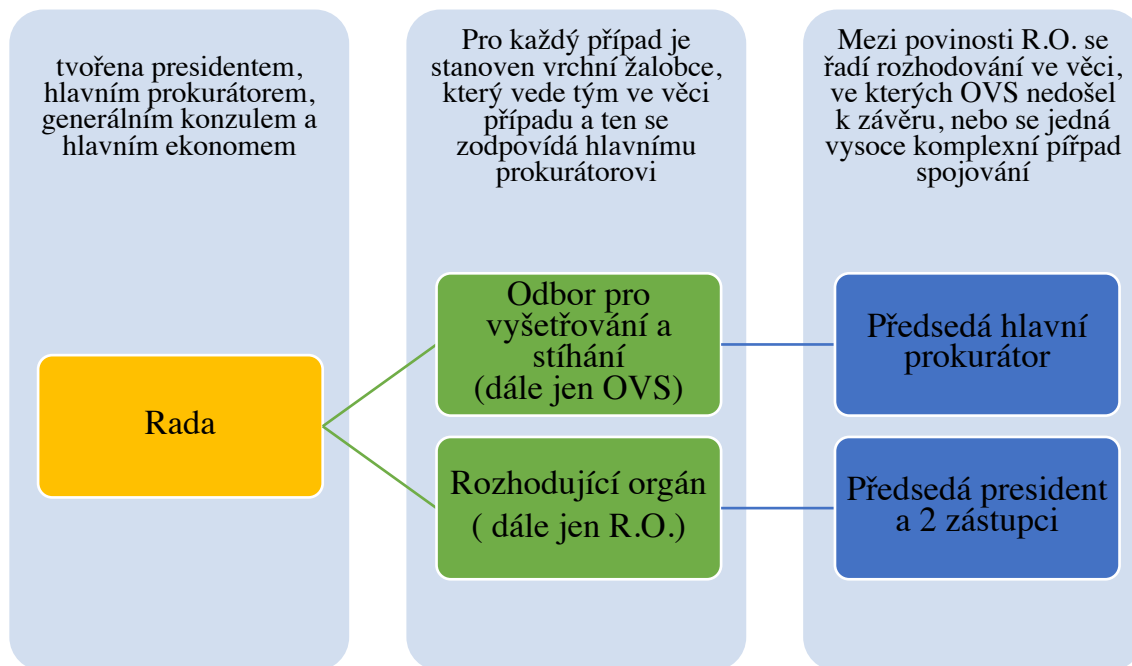 tvořena presidentem,
hlavním prokurátorem,
generálním konzulem a
hlavním ekonomem
Rada
Pro každý případ je
stanoven vrchní žalobce,
který vede tým ve věci
případu a ten se
zodpovídá hlavnímu
prokurátorovi
Odbor pro
vyšetřování a
stíhání
(dále jen OVS)
Rozhodující orgán
( dále jen R.O.)
Mezi povinosti R.O. se
řadí rozhodování ve věci,
ve kterých OVS nedošel
k závěru, nebo se jedná
vysoce komplexní pířpad
spojování
Předsedá hlavní
prokurátor
Předsedá president
a 2 zástupci